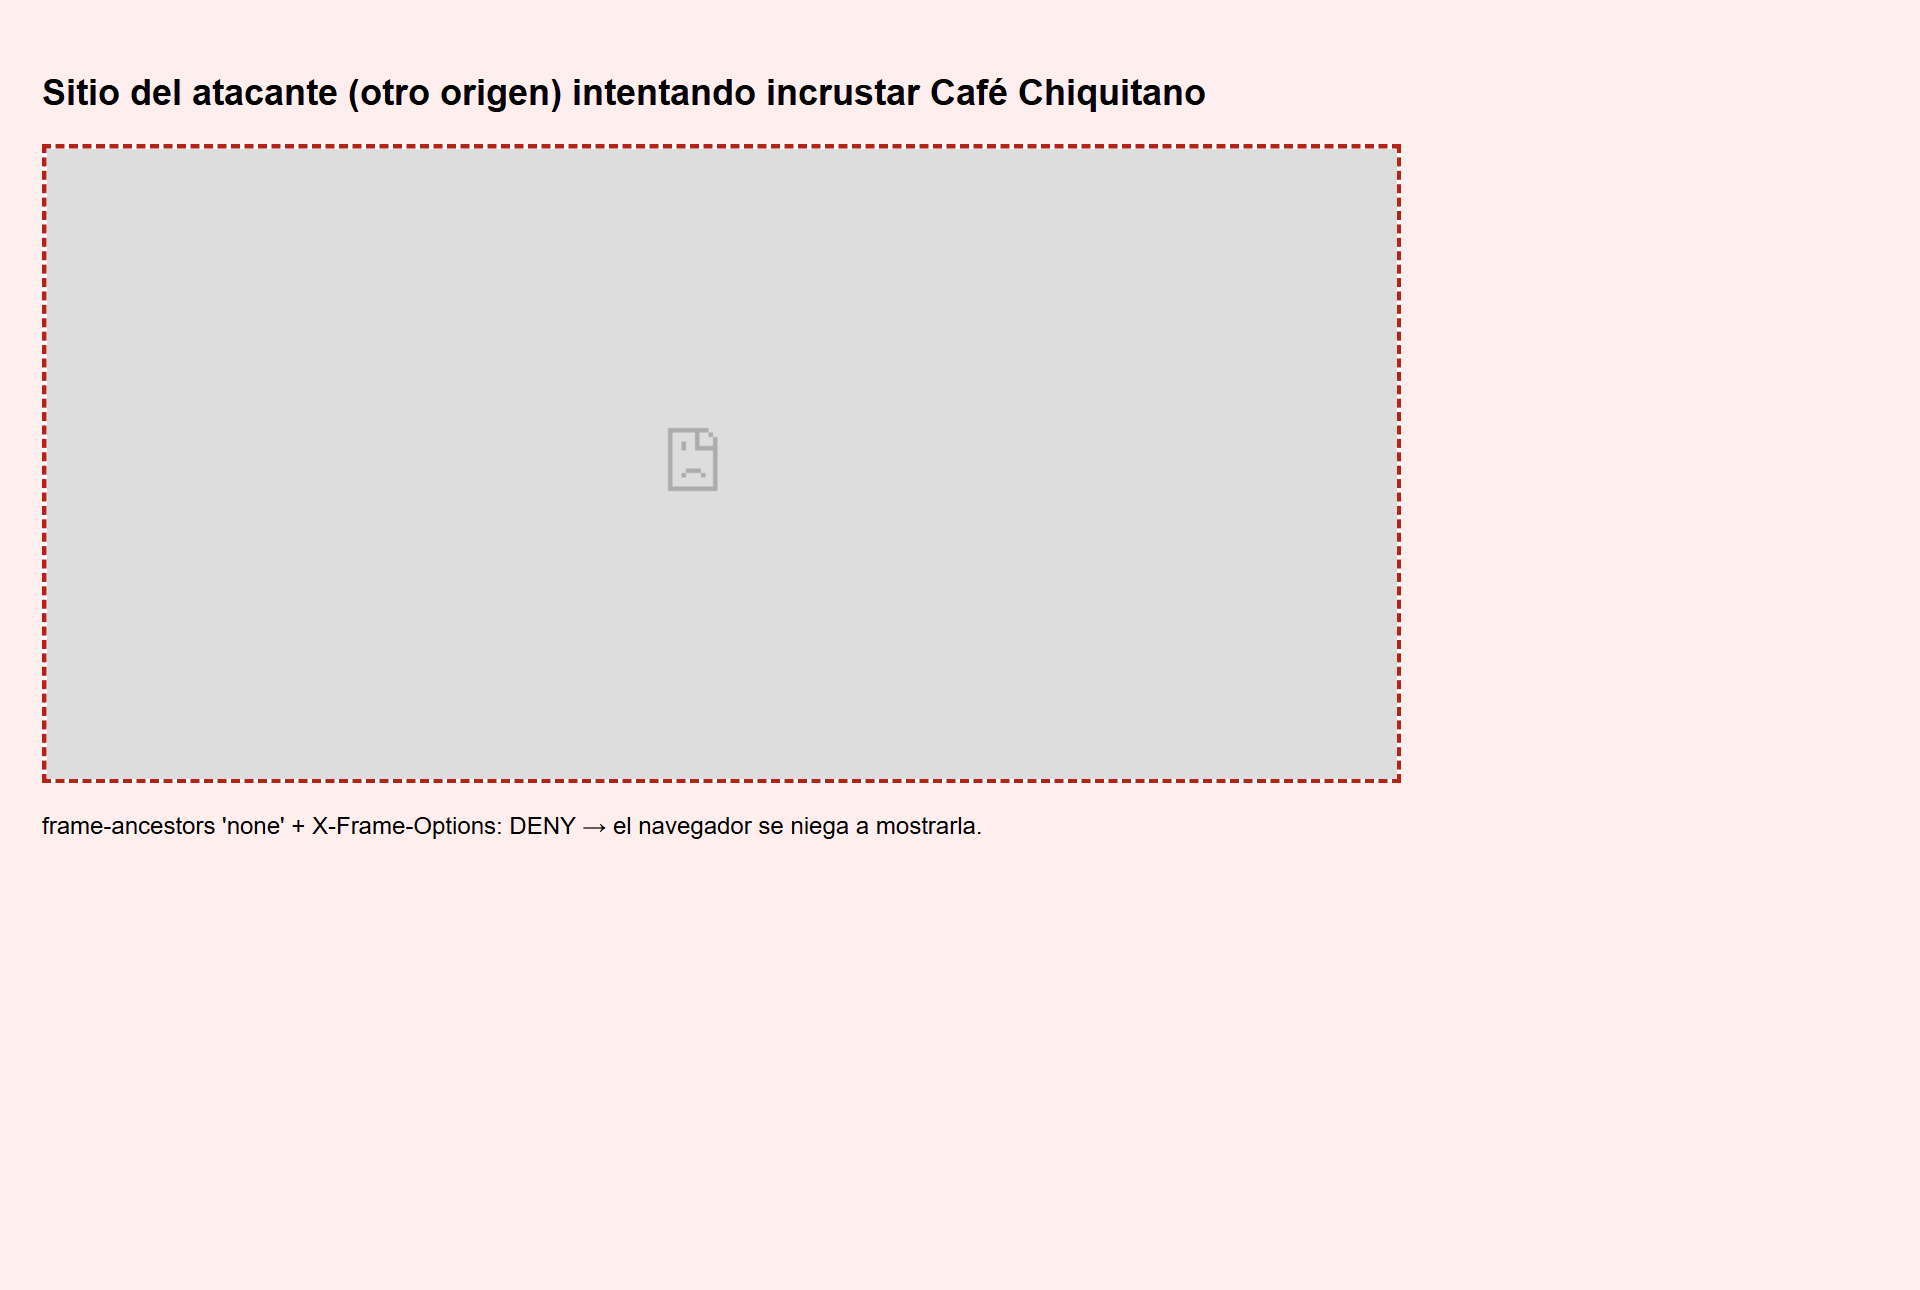 Sitio del atacante (otro origen) intentando incrustar Café Chiquitano
frame-ancestors 'none' + X-Frame-Options: DENY → el navegador se niega a mostrarla.